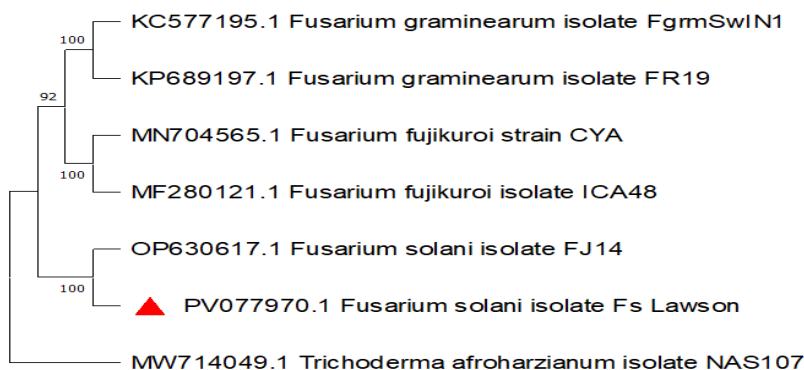 KC577195.1 Fusarium graminearum isolate FgrmSwIN1
100
KP689197.1 Fusarium graminearum isolate FR19
92
MN704565.1 Fusarium fujikuroi strain CYA
100
MF280121.1 Fusarium fujikuroi isolate ICA48
OP630617.1 Fusarium solani isolate FJ14
100
PV077970.1 Fusarium solani isolate Fs Lawson
MW714049.1 Trichoderma afroharzianum isolate NAS107